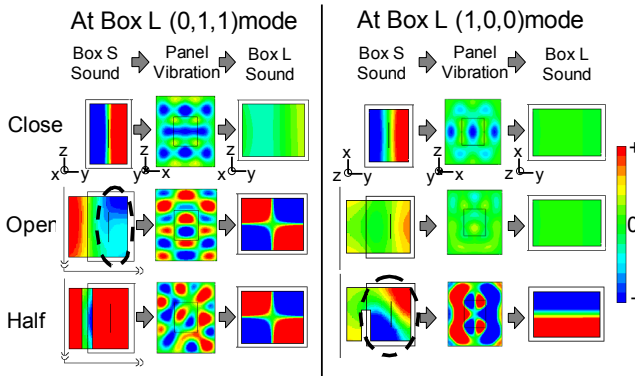 At Box L (0,1,1)mode
Box S Sound
Panel Vibration
Box L Sound
Close
z
x
y
z
y
x
z
x
y
Open
Half
At Box L (1,0,0)mode
Box S Sound
Panel Vibration
Box L Sound
x
z
y
z
y
x
x
z
y
+
0
-